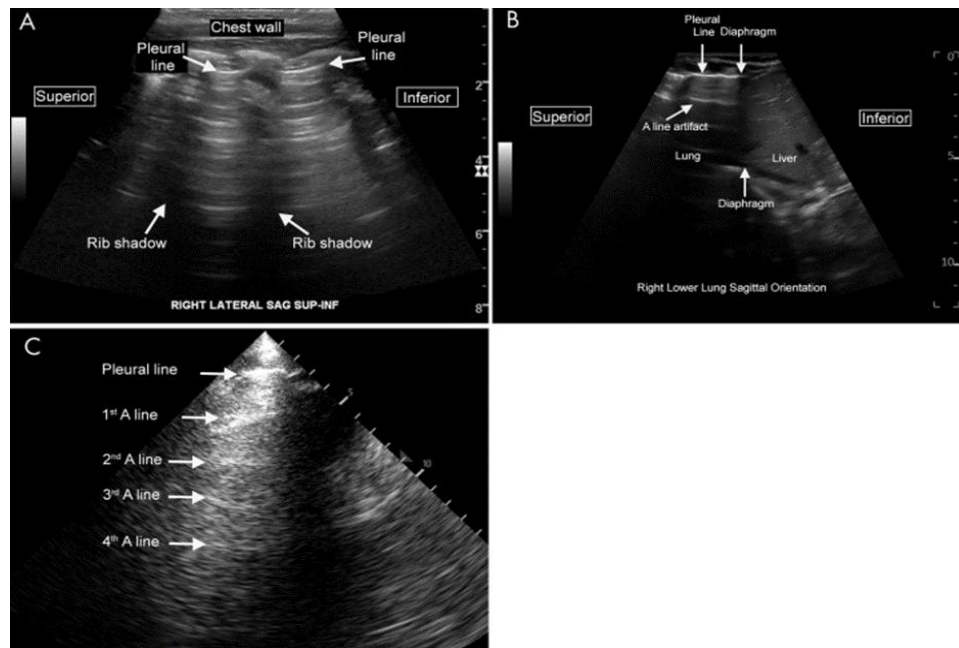 A
Chest wall
Pleural line
Pleural line
Superior
Inferior
2
4
Rib shadow
Rib shadow
6
RIGHT LATERAL SAG SUP-INF
8
B
Pleural Line
Diaphragm
0
Superior
Inferior
A line artifact
Lung
Liver
5
Diaphragm
10
Right Lower Lung Sagittal Orientation
C
Pleural line
1st A line
5
2nd A line
10
3rd A line
4th A line